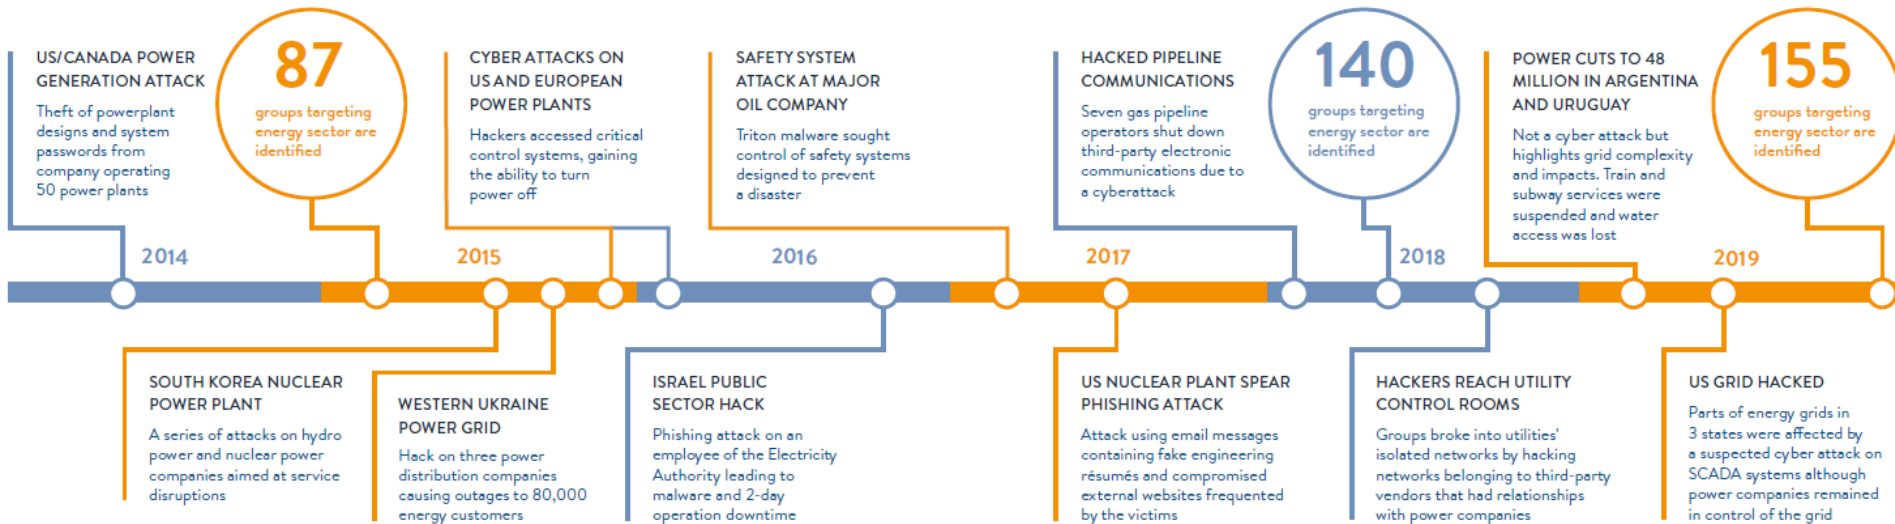 US/CANADA POWER
GENERATION ATTACK
Theft of powerplant
designs and system
passwords from
company operating
50 power plants
87
groups targeting
energy sector are
identified
CYBER ATTACKS ON
US AND EUROPEAN
POWER PLANTS
Hackers accessed critical
control systems, gaining
the ability to turn
power off
SAFETY SYSTEM
ATTACK AT MAJOR
OIL COMPANY
Triton malware sought
control of safety systems
designed to prevent
a disaster
HACKED PIPELINE
COMMUNICATIONS
Seven gas pipeline
operators shut down
third-party electronic
communications due to
a cyberattack
140
groups targeting
energy sector are
identified
POWER CUTS TO 48
MILLION IN ARGENTINA
AND URUGUAY
Not a cyber attack but
highlights grid complexity
and impacts. Train and
subway services were
suspended and water
access was lost
155
groups targeting
energy sector are
identified
2014
2015
2016
2017
2018
2019
SOUTH KOREA NUCLEAR
POWER PLANT
A series of attacks on hydro
power and nuclear power
companies aimed at service
disruptions
WESTERN UKRAINE
POWER GRID
Hack on three power
distribution companies
causing outages to 80,000
energy customers
ISRAEL PUBLIC
SECTOR HACK
Phishing attack on an
employee of the Electricity
Authority leading to
malware and 2-day
operation downtime
US NUCLEAR PLANT SPEAR
PHISHING ATTACK
Attack using email messages
containing fake engineering
résumés and compromised
external websites frequented
by the victims
HACKERS REACH UTILITY
CONTROL ROOMS
Groups broke into utilities'
isolated networks by hacking
networks belonging to third-party
vendors that had relationships
with power companies
US GRID HACKED
Parts of energy grids in
3 states were affected by
a suspected cyber attack on
SCADA systems although
power companies remained
in control of the grid